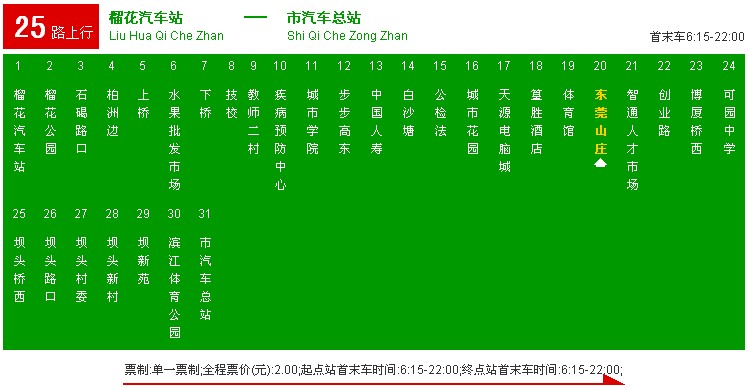 25路上行
榴花汽车站 — 市汽车总站
Liu Hua Qi Che Zhan Shi Qi Che Zong Zhan
首末车6:15-22:00
1 榴花汽车站
2 榴花公园
3 石碣路口
4 柏洲边
5 上桥
6 水果批发市场
7 下桥
8 技校
9 教师二村
10 疾病预防中心
11 城市学院
12 步步高东
13 中国人寿
14 白沙塘
15 公检法
16 城市花园
17 天源电脑城
18 篁胜酒店
19 体育馆
20 东莞山庄
21 智通人才市场
22 创业路
23 博厦桥西
24 可园中学
25 坝头桥西
26 坝头路口
27 坝头村委
28 坝头新村
29 坝新苑
30 滨江体育公园
31 市汽车总站
票制:单一票制;全程票价(元):2.00;起点站首末车时间:6:15-22:00;终点站首末车时间:6:15-22:00;